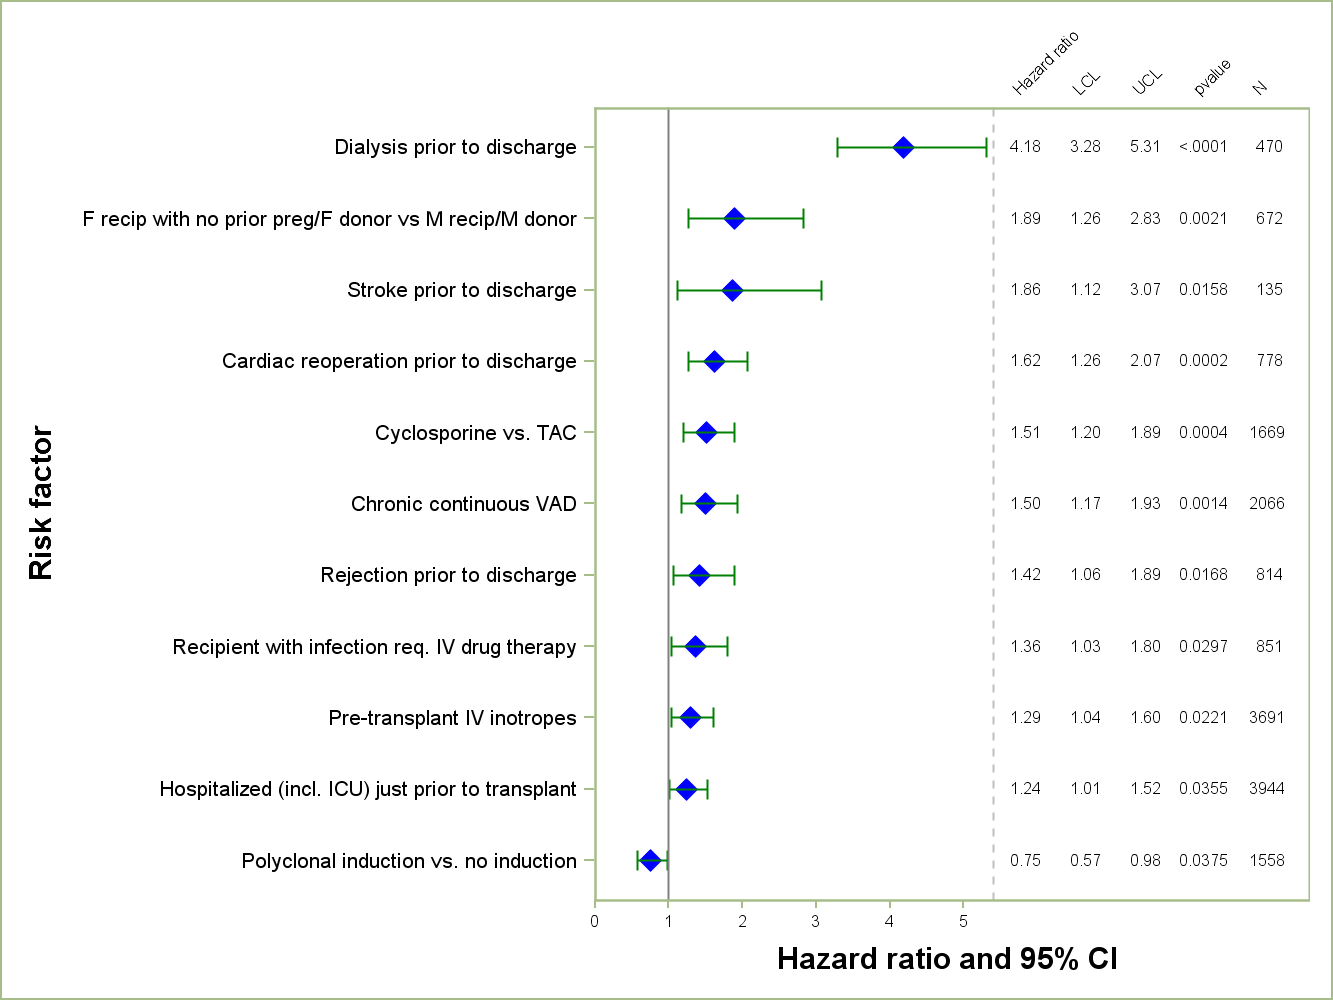 Hazard ratio LCL UCL pvalue N
Dialysis prior to discharge 4.18 3.28 5.31 <.0001 470
F recip with no prior preg/F donor vs M recip/M donor 1.89 1.26 2.83 0.0021 672
Stroke prior to discharge 1.86 1.12 3.07 0.0158 135
Cardiac reoperation prior to discharge 1.62 1.26 2.07 0.0002 778
Cyclosporine vs. TAC 1.51 1.20 1.89 0.0004 1669
Chronic continuous VAD 1.50 1.17 1.93 0.0014 2066
Rejection prior to discharge 1.42 1.06 1.89 0.0168 814
Recipient with infection req. IV drug therapy 1.36 1.03 1.80 0.0297 851
Pre-transplant IV inotropes 1.29 1.04 1.60 0.0221 3691
Hospitalized (incl. ICU) just prior to transplant 1.24 1.01 1.52 0.0355 3944
Polyclonal induction vs. no induction 0.75 0.57 0.98 0.0375 1558
Risk factor
0 1 2 3 4 5
Hazard ratio and 95% CI